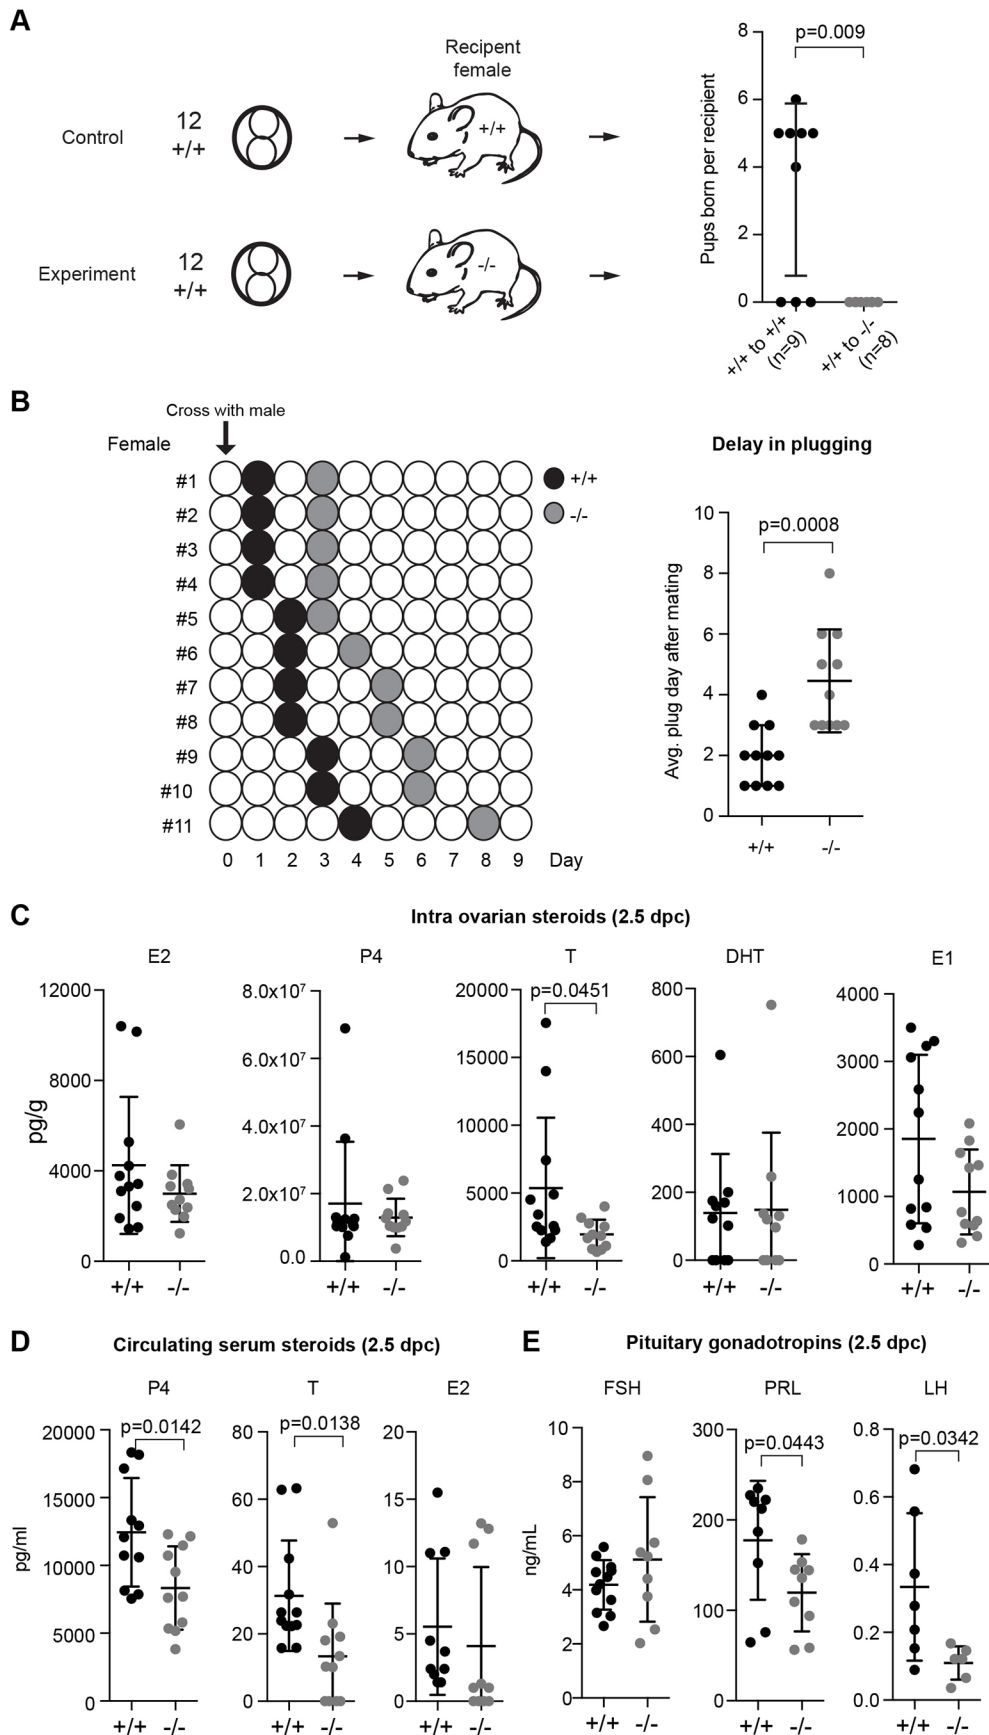 A
Recipent
female
Control
12
+/+
+/+
Experiment
12
+/+
-/-
Pups born per recipient
8
6
4
2
0
p=0.009
+/+ to +/+
(n=9)
+/+ to -/-
(n=8)
B
Cross with male
Female
#1
#2
#3
#4
#5
#6
#7
#8
#9
#10
#11
0 1 2 3 4 5 6 7 8 9 Day
+/+
-/-
Delay in plugging
Avg. plug day after mating
10
8
6
4
2
0
p=0.0008
+/+ -/-
C
Intra ovarian steroids (2.5 dpc)
E2
pg/g
12000
8000
4000
0
+/+ -/-
P4
8.0x10⁷
6.0x10⁷
4.0x10⁷
2.0x10⁷
0.0
+/+ -/-
T
p=0.0451
20000
15000
10000
5000
0
+/+ -/-
DHT
800
600
400
200
0
+/+ -/-
E1
4000
3000
2000
1000
0
+/+ -/-
D
Circulating serum steroids (2.5 dpc)
P4
p=0.0142
pg/ml
20000
15000
10000
5000
0
+/+ -/-
T
p=0.0138
80
60
40
20
0
+/+ -/-
E2
20
15
10
5
0
+/+ -/-
E
Pituitary gonadotropins (2.5 dpc)
FSH
ng/mL
10
8
6
4
2
0
+/+ -/-
PRL
p=0.0443
300
200
100
0
+/+ -/-
LH
p=0.0342
0.8
0.6
0.4
0.2
0.0
+/+ -/-